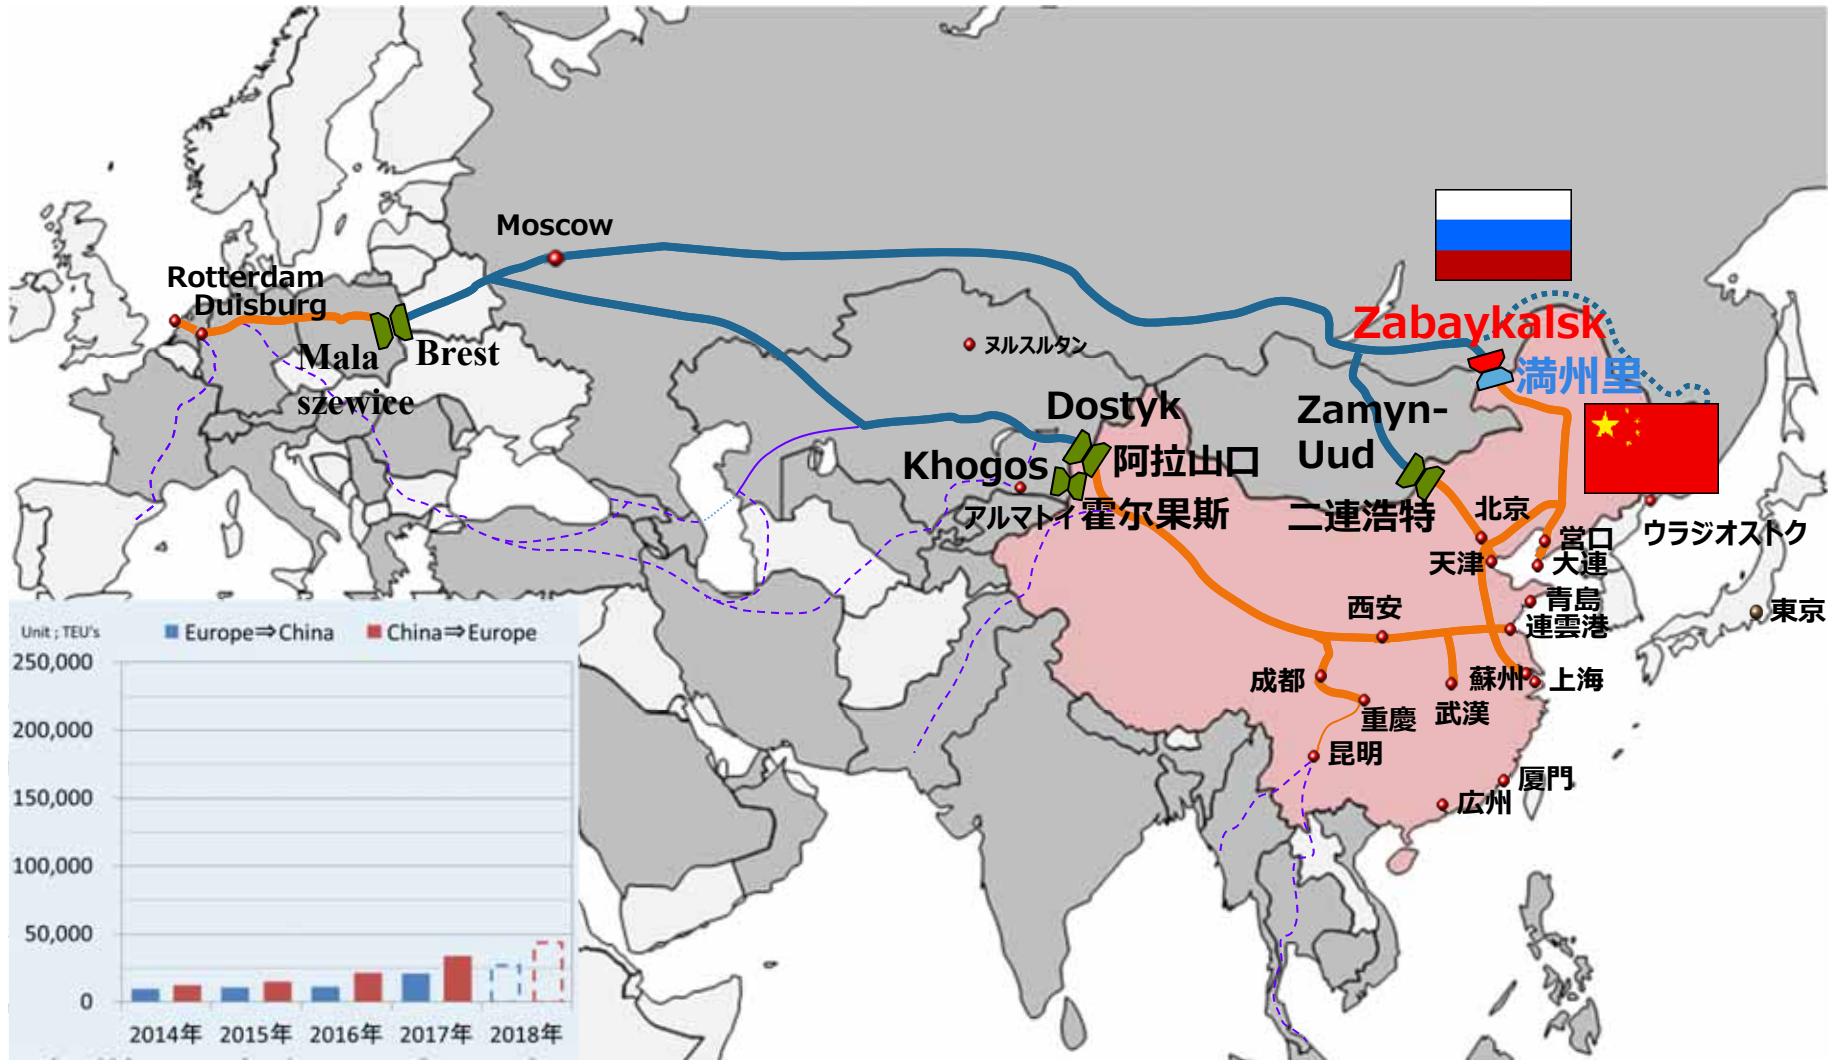 Moscow
Rotterdam
Duisburg
Mala
szewice
Brest
ヌルスルタン
Zabaykalsk
満州里
Dostyk
阿拉山口
Khogos
アルマトイ
霍尔果斯
Zamyn-
Uud
二連浩特
北京
天津
営口
大連
ウラジオストク
青島
連雲港
東京
西安
成都
重慶
武漢
蘇州
上海
昆明
厦門
広州
Unit ; TEU's
Europe⇒China
China⇒Europe
250,000
200,000
150,000
100,000
50,000
0
2014年 2015年 2016年 2017年 2018年